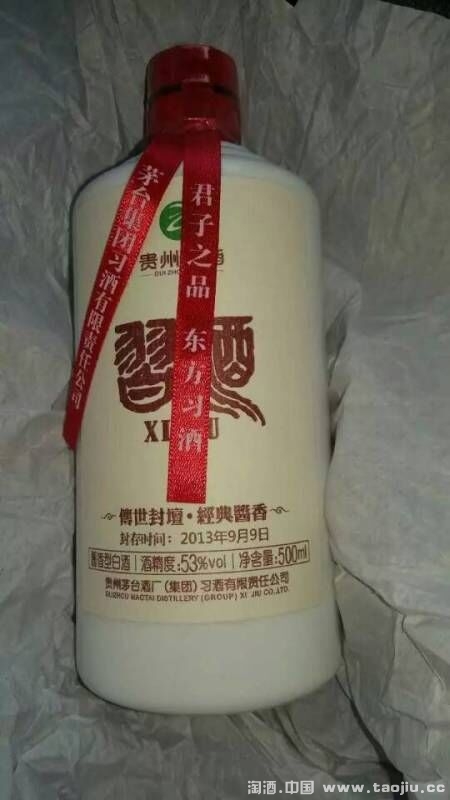 茅台集团习酒有限责任公司
君子之品 东方习酒
贵州
習酒
XI
傳世封壇·經典醬香
封存时间：2013年9月9日
醬香型白酒 酒精度:53%vol 净含量:500ml
贵州茅台酒厂（集团）习酒有限责任公司
GUIZHOU MAOTAI DISTILLERY (GROUP) XI JIU CO.,LTD.
淘酒.中国 www.taojiu.cc